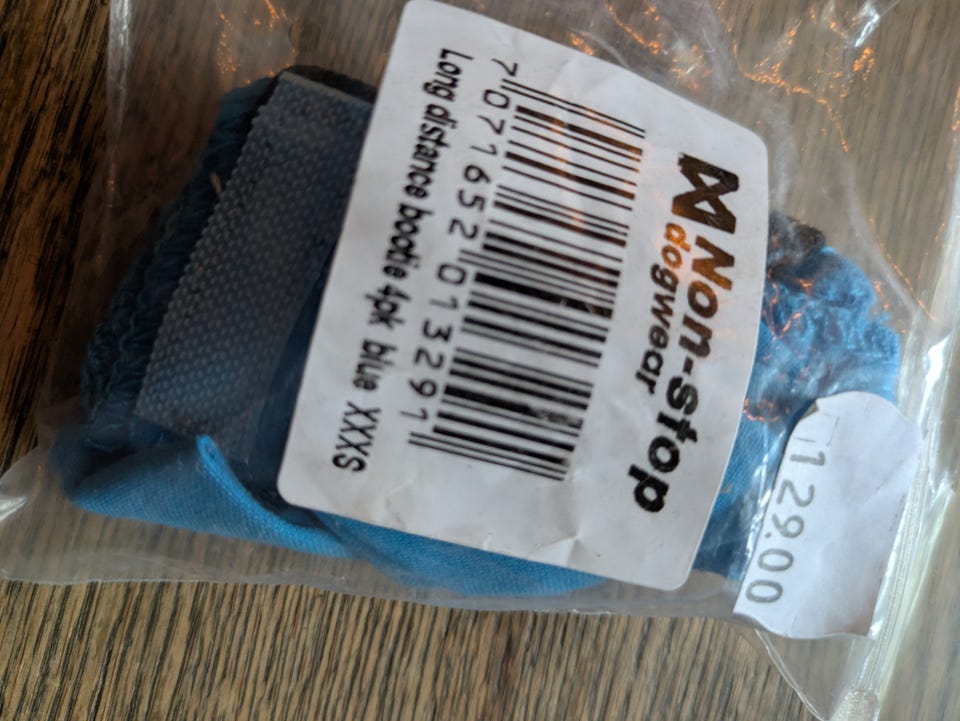 Non-stop
dogwear
7 071652 013291
Long distance bootie 4pk blue XXXS
129.00